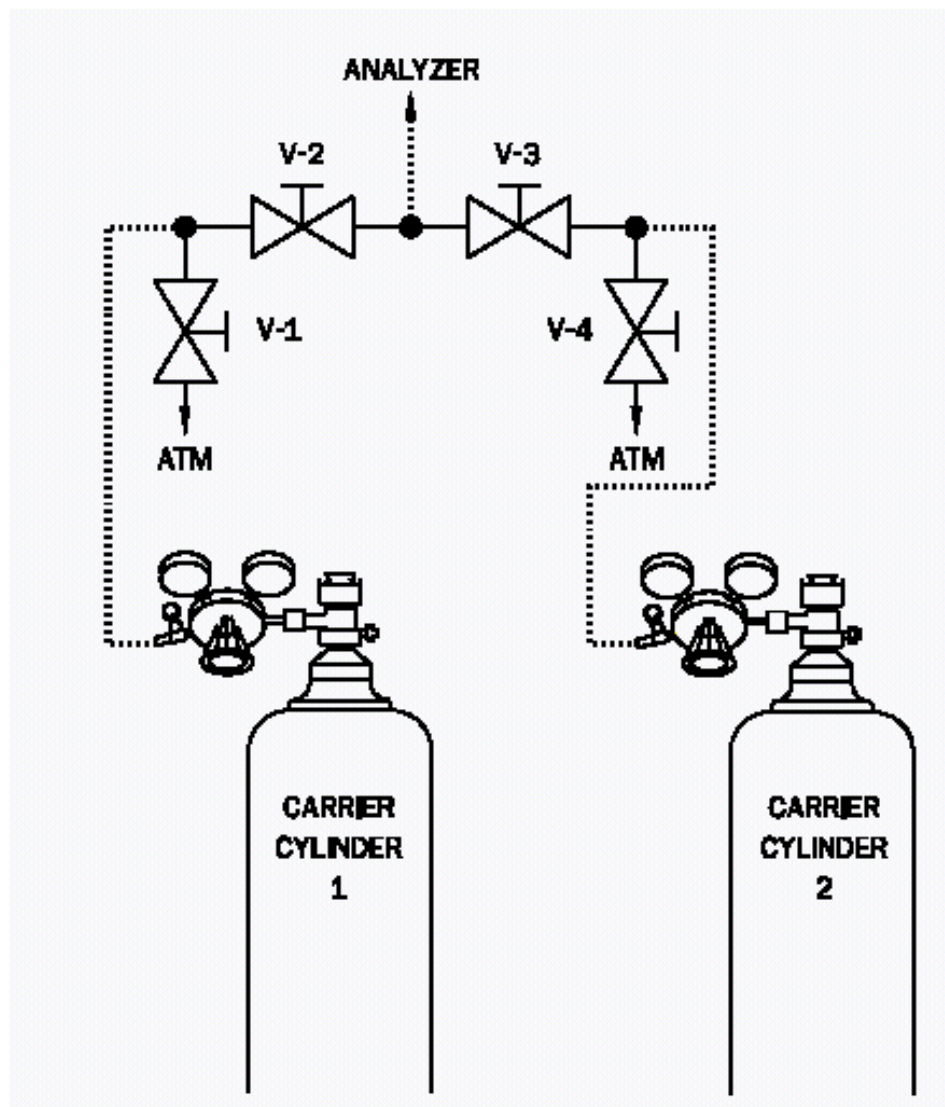 ANALYZER
V-2
V-3
V-1
V-4
ATM
ATM
CARRIER
CYLINDER
1
CARRIER
CYLINDER
2